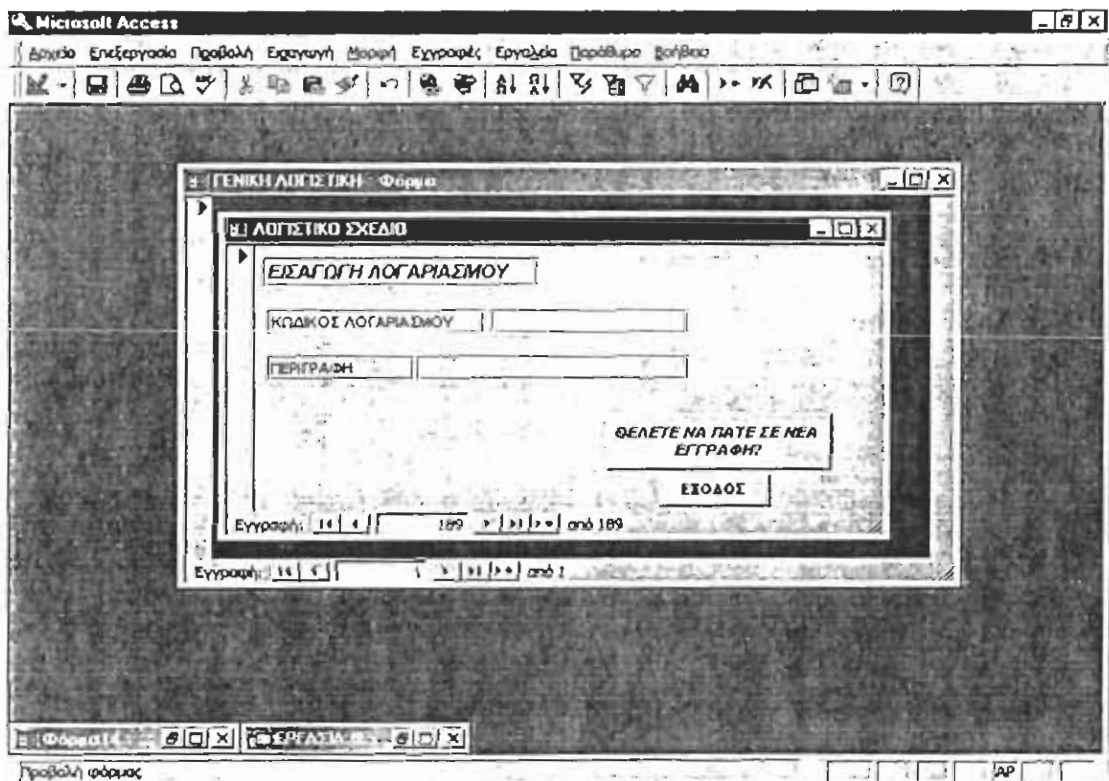 Microsoft Access
Αρχείο Επεξεργασία Προβολή Εισαγωγή Μορφή Εγγραφές Εργαλεία Παράθυρο Βοήθεια
ΓΕΝΙΚΗ ΛΟΓΙΣΤΙΚΗ : Φόρμα
ΛΟΓΙΣΤΙΚΟ ΣΧΕΔΙΟ
ΕΙΣΑΓΩΓΗ ΛΟΓΑΡΙΑΣΜΟΥ
ΚΩΔΙΚΟΣ ΛΟΓΑΡΙΑΣΜΟΥ
ΠΕΡΙΓΡΑΦΗ
ΘΕΛΕΤΕ ΝΑ ΠΑΤΕ ΣΕ ΝΕΑ
ΕΓΓΡΑΦΗ?
ΕΞΟΔΟΣ
Εγγραφή: 189 από 189
Εγγραφή: από 1
Φόρμα14 ΕΡΓΑΣΙΑ
Προβολή φόρμας ΑΡ